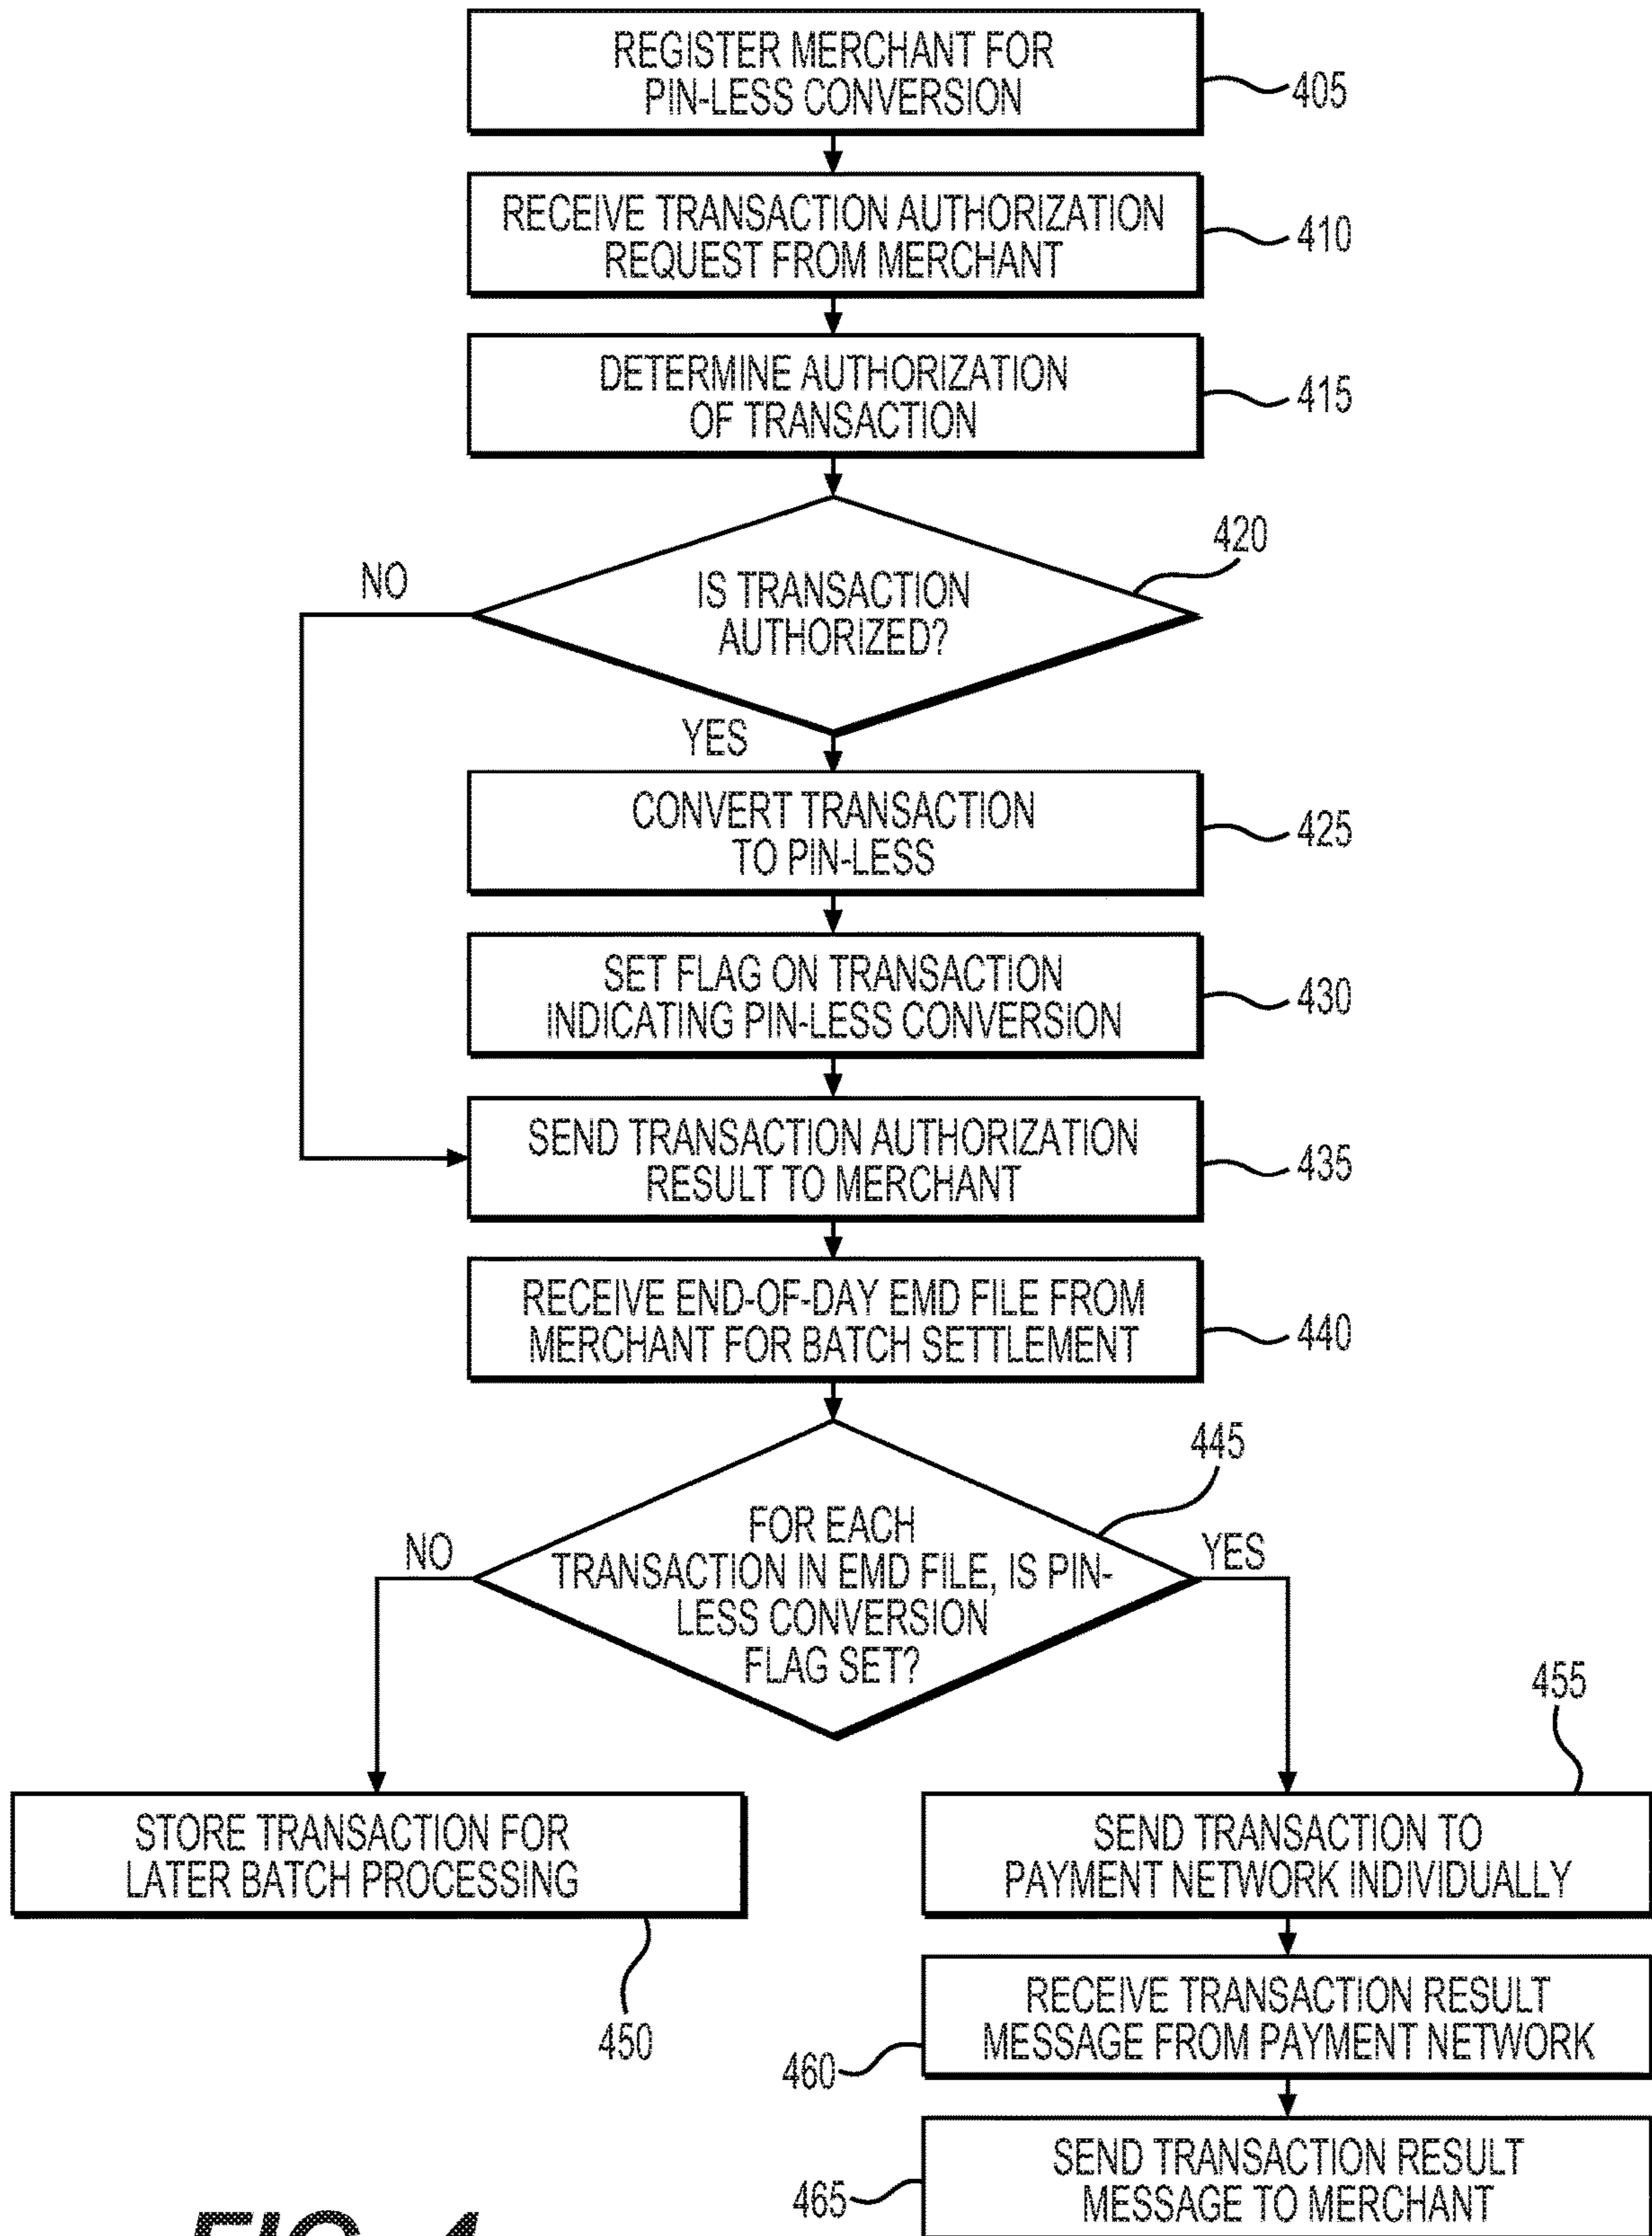 REGISTER MERCHANT FOR
PIN-LESS CONVERSION
405
RECEIVE TRANSACTION AUTHORIZATION
REQUEST FROM MERCHANT
410
DETERMINE AUTHORIZATION
OF TRANSACTION
415
420
NO
IS TRANSACTION
AUTHORIZED?
YES
CONVERT TRANSACTION
TO PIN-LESS
425
SET FLAG ON TRANSACTION
INDICATING PIN-LESS CONVERSION
430
SEND TRANSACTION AUTHORIZATION
RESULT TO MERCHANT
435
RECEIVE END-OF-DAY EMD FILE FROM
MERCHANT FOR BATCH SETTLEMENT
440
445
NO
FOR EACH
TRANSACTION IN EMD FILE, IS PIN-
LESS CONVERSION
FLAG SET?
YES
455
STORE TRANSACTION FOR
LATER BATCH PROCESSING
450
SEND TRANSACTION TO
PAYMENT NETWORK INDIVIDUALLY
RECEIVE TRANSACTION RESULT
MESSAGE FROM PAYMENT NETWORK
460
SEND TRANSACTION RESULT
MESSAGE TO MERCHANT
465